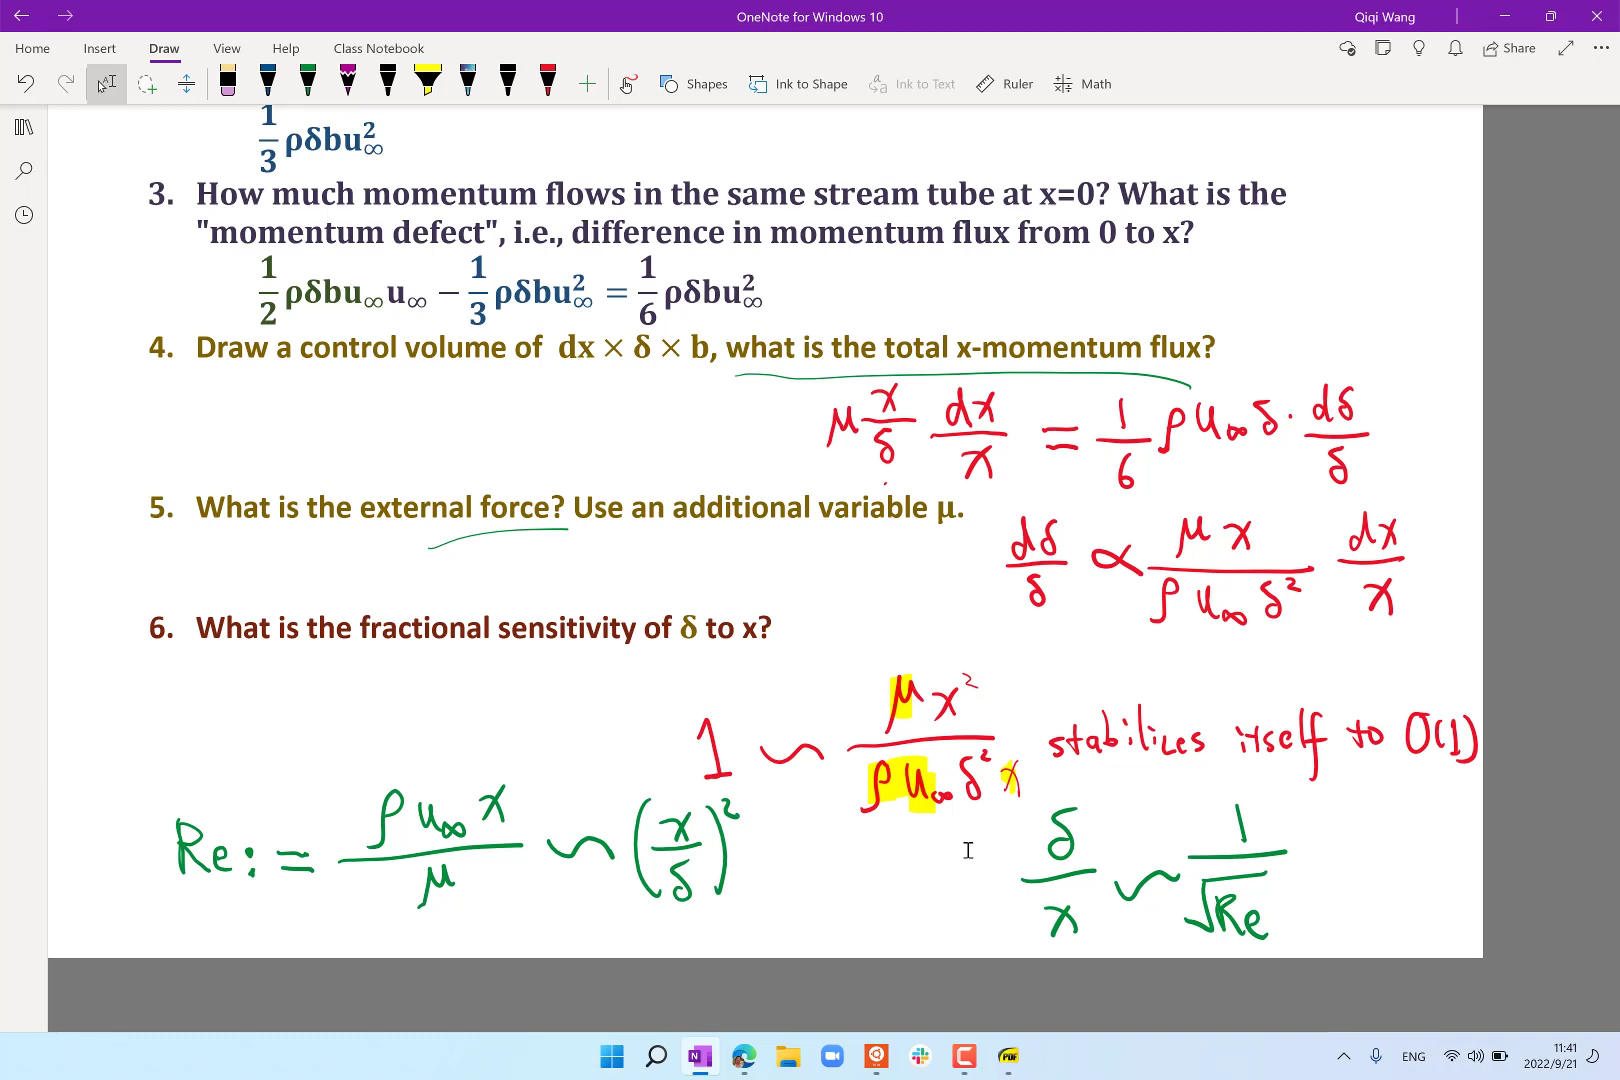 OneNote for Windows 10
Qiqi Wang
Home Insert Draw View Help Class Notebook
Shapes Ink to Shape Ink to Text Ruler Math Share
1/3 ρδbu∞²
3. How much momentum flows in the same stream tube at x=0? What is the
"momentum defect", i.e., difference in momentum flux from 0 to x?
1/2 ρδbu∞u∞ − 1/3 ρδbu∞² = 1/6 ρδbu∞²
4. Draw a control volume of dx × δ × b, what is the total x-momentum flux?
μ x/δ dx/x = 1/6 ρ u∞ δ · dδ/δ
5. What is the external force? Use an additional variable μ.
dδ/δ ∝ μx/(ρ u∞ δ²) dx/x
6. What is the fractional sensitivity of δ to x?
1 ~ μx²/(ρ u∞ δ² x) stabilizes itself to O(1)
Re := ρ u∞ x/μ ~ (x/δ)²
δ/x ~ 1/√Re
PDF
ENG
11:41
2022/9/21